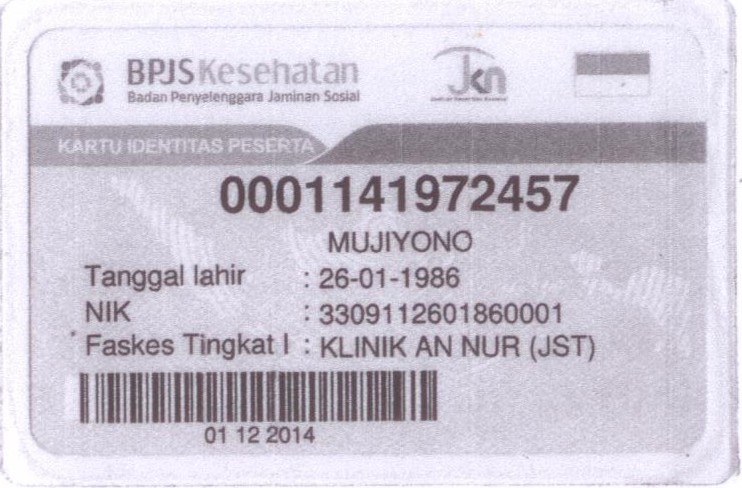 BPJS Kesehatan
Badan Penyelenggara Jaminan Sosial
Jkn
KARTU IDENTITAS PESERTA
0001141972457
MUJIYONO
Tanggal lahir : 26-01-1986
NIK : 3309112601860001
Faskes Tingkat I : KLINIK AN NUR (JST)
01 12 2014